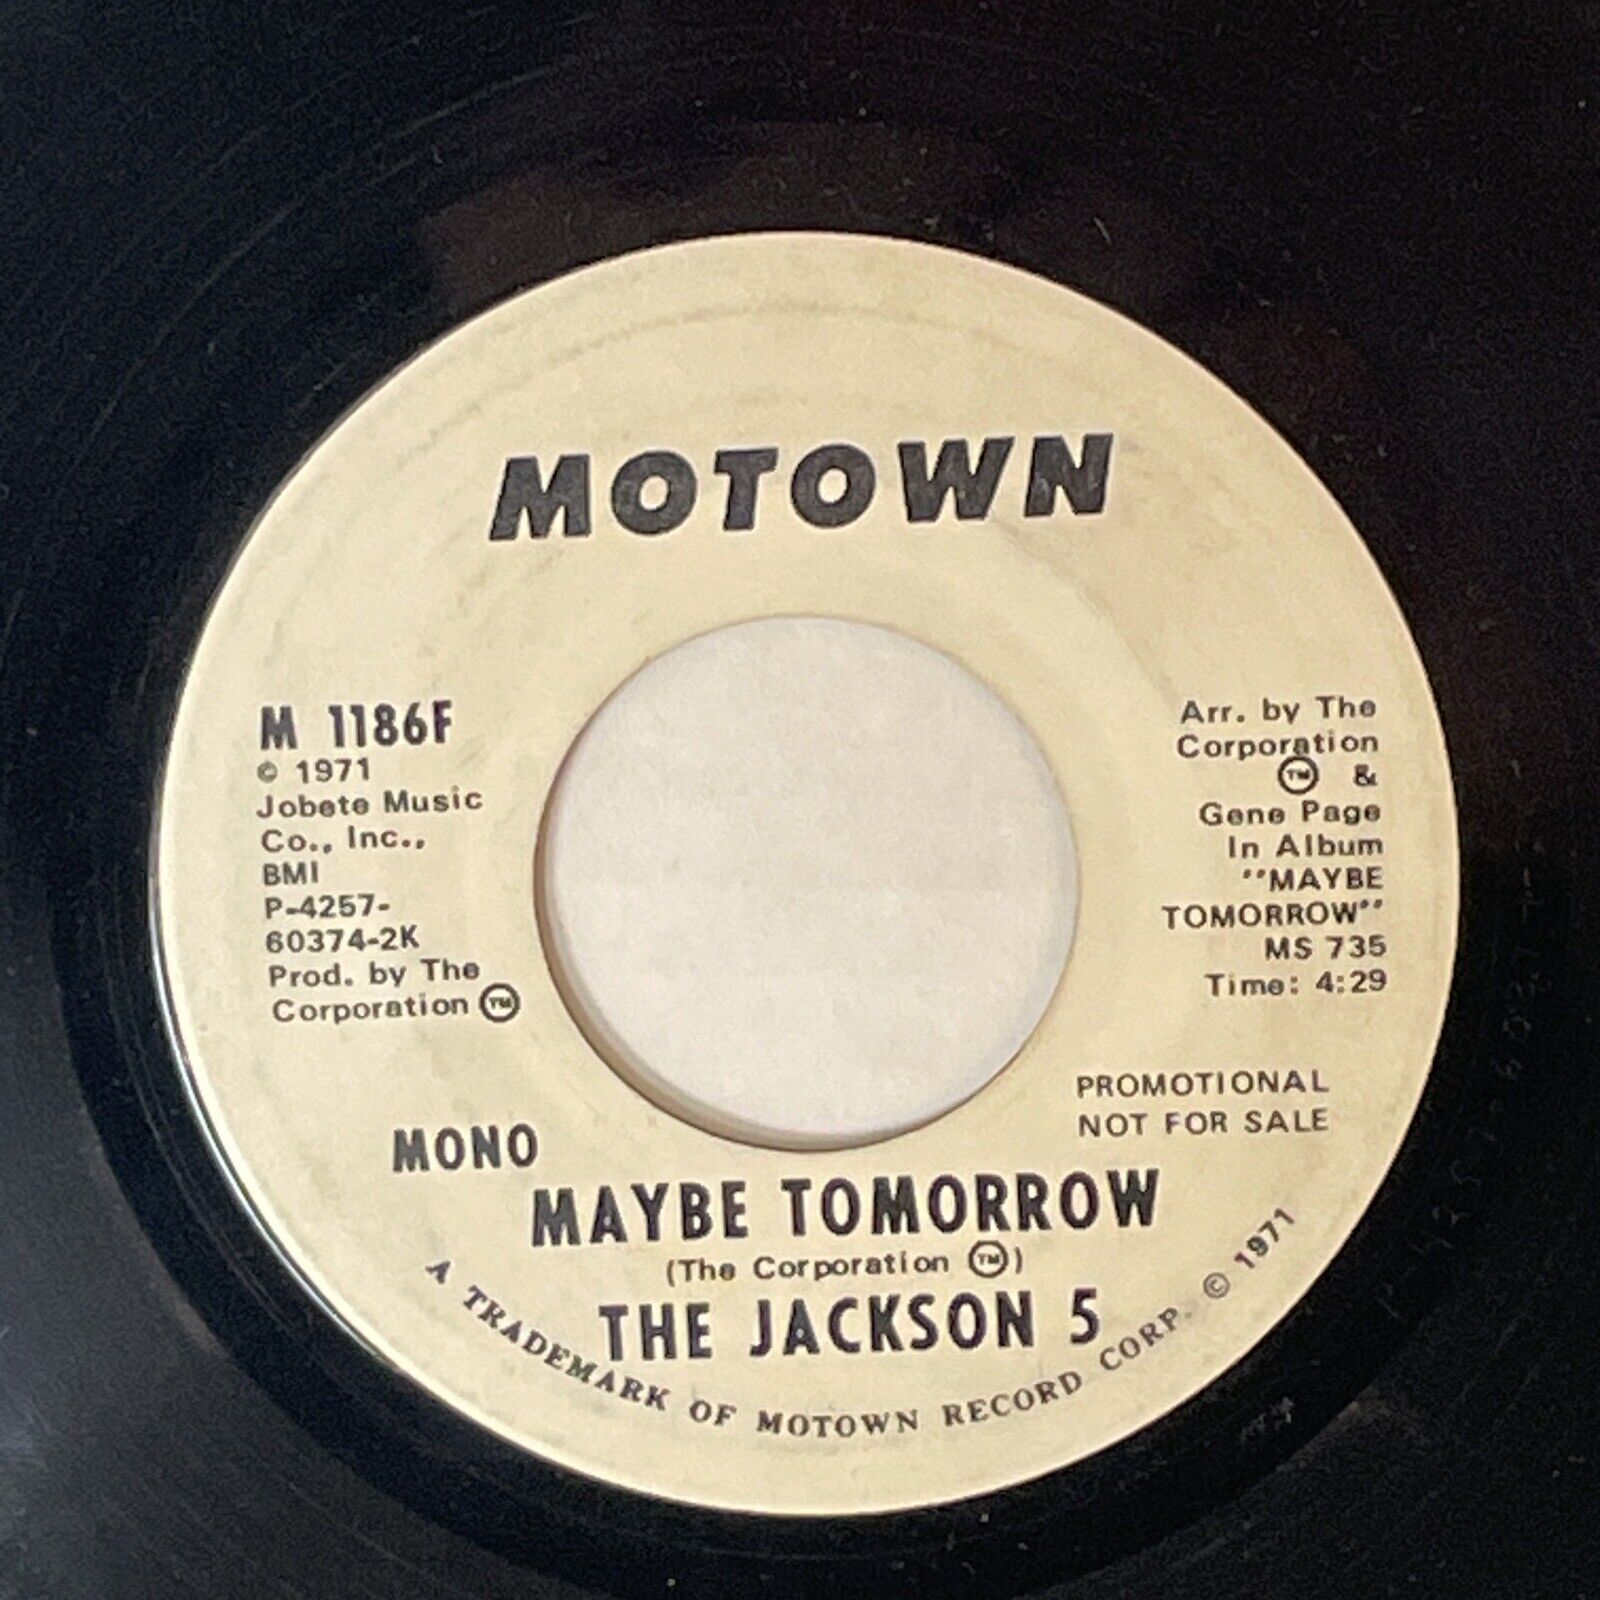 MOTOWN
M 1186F
© 1971
Jobete Music
Co., Inc.,
BMI
P-4257-
60374-2K
Prod. by The
Corporation ™
Arr. by The
Corporation
™ &
Gene Page
In Album
"MAYBE
TOMORROW"
MS 735
Time: 4:29
PROMOTIONAL
NOT FOR SALE
MONO
MAYBE TOMORROW
(The Corporation ™)
THE JACKSON 5
A TRADEMARK OF MOTOWN RECORD CORP. © 1971